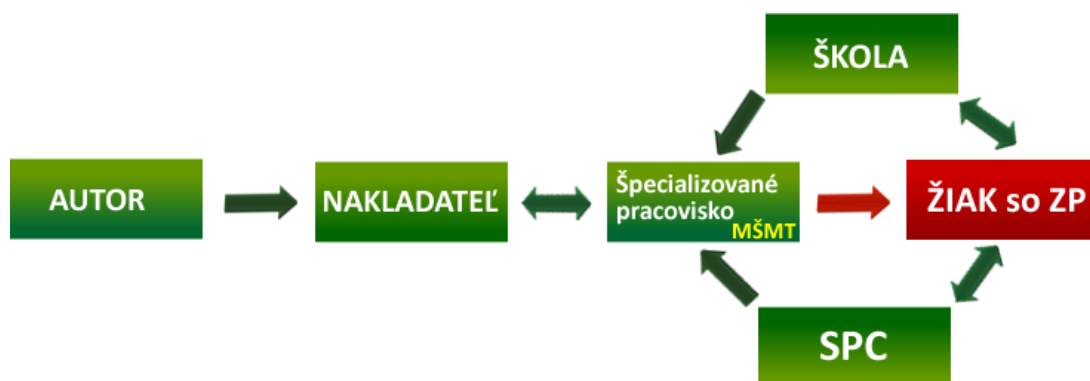 ŠKOLA
AUTOR
NAKLADATEĽ
Špecializované
pracovisko
MŠMT
ŽIAK so ZP
SPC